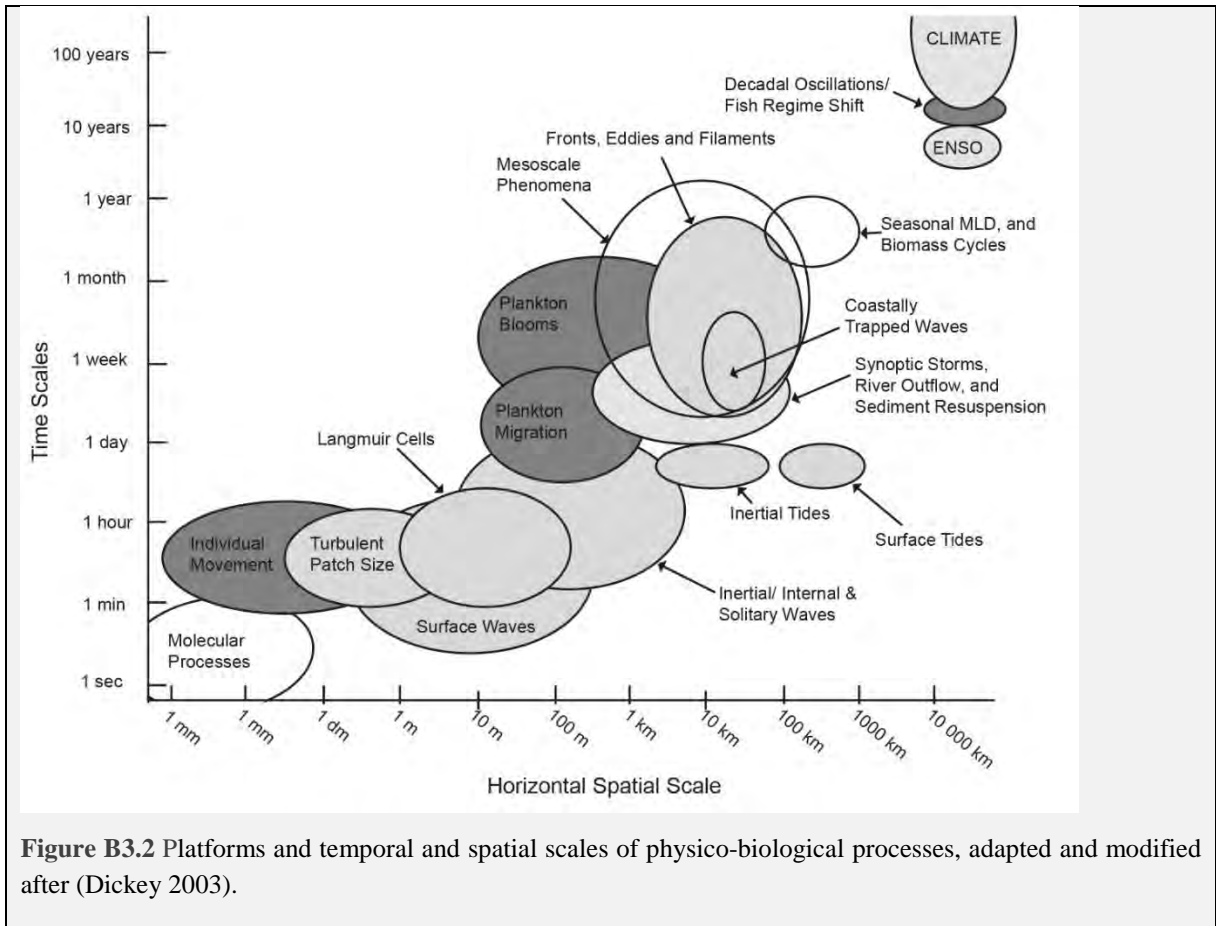 CLIMATE
100 years
Decadal Oscillations/
Fish Regime Shift
10 years
Fronts, Eddies and Filaments
ENSO
Mesoscale
Phenomena
1 year
Seasonal MLD, and
Biomass Cycles
1 month
Plankton
Blooms
Coastally
Trapped Waves
1 week
Synoptic Storms,
River Outflow, and
Sediment Resuspension
Plankton
Migration
Langmuir Cells
1 day
Time Scales
Inertial Tides
1 hour
Surface Tides
Individual
Movement
Turbulent
Patch Size
Inertial/ Internal &
Solitary Waves
1 min
Surface Waves
Molecular
Processes
1 sec
1 mm
1 mm
1 dm
1 m
10 m
100 m
1 km
10 km
100 km
1000 km
10 000 km
Horizontal Spatial Scale
Figure B3.2 Platforms and temporal and spatial scales of physico-biological processes, adapted and modified
after (Dickey 2003).